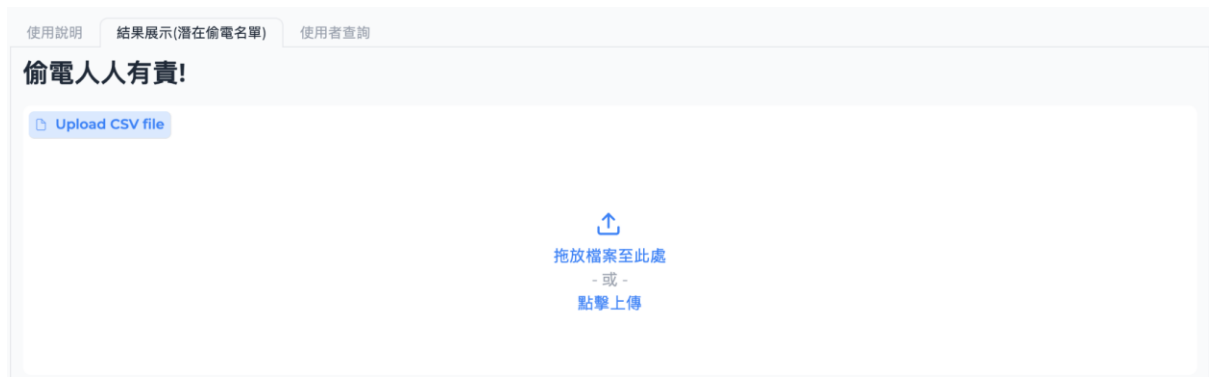 使用說明 結果展示(潛在偷電名單) 使用者查詢
偷電人人有責!
Upload CSV file
拖放檔案至此處
- 或 -
點擊上傳